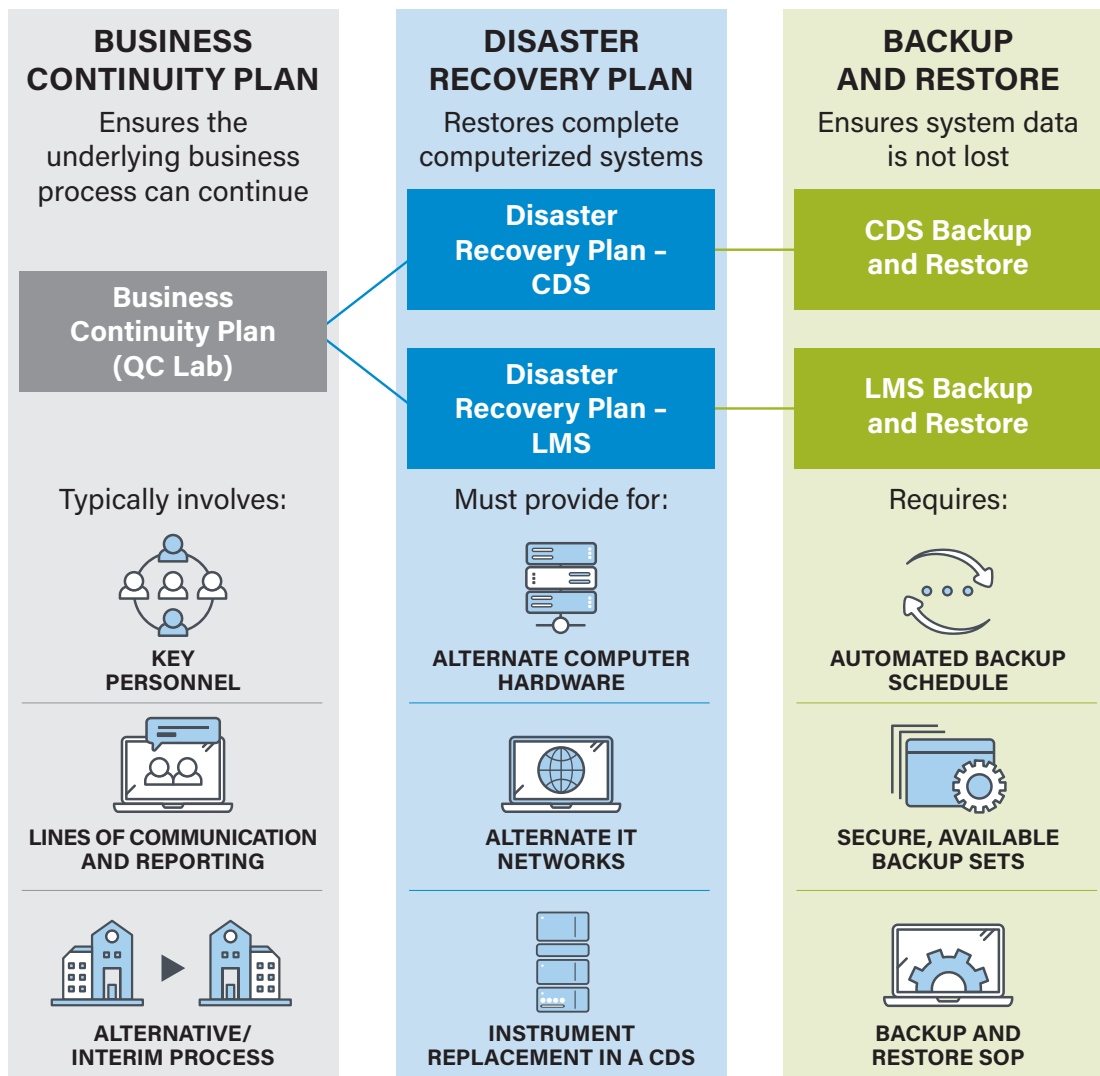 BUSINESS
CONTINUITY PLAN
Ensures the
underlying business
process can continue
Business
Continuity Plan
(QC Lab)
Typically involves:
KEY
PERSONNEL
LINES OF COMMUNICATION
AND REPORTING
ALTERNATIVE/
INTERIM PROCESS
DISASTER
RECOVERY PLAN
Restores complete
computerized systems
Disaster
Recovery Plan –
CDS
Disaster
Recovery Plan –
LMS
Must provide for:
ALTERNATE COMPUTER
HARDWARE
ALTERNATE IT
NETWORKS
INSTRUMENT
REPLACEMENT IN A CDS
BACKUP
AND RESTORE
Ensures system data
is not lost
CDS Backup
and Restore
LMS Backup
and Restore
Requires:
AUTOMATED BACKUP
SCHEDULE
SECURE, AVAILABLE
BACKUP SETS
BACKUP AND
RESTORE SOP